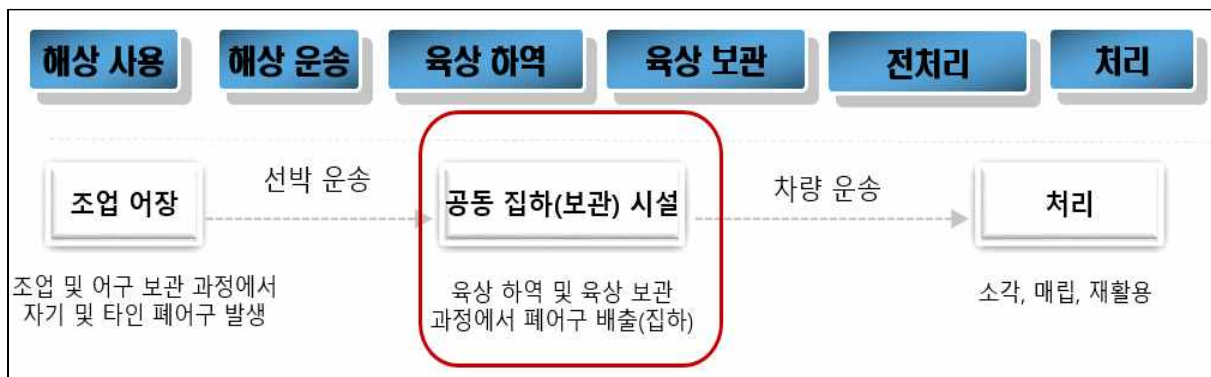 해상 사용
해상 운송
육상 하역
육상 보관
전처리
처리
조업 어장
선박 운송
공동 집하(보관) 시설
차량 운송
처리
조업 및 어구 보관 과정에서
자기 및 타인 폐어구 발생
육상 하역 및 육상 보관
과정에서 폐어구 배출(집하)
소각, 매립, 재활용